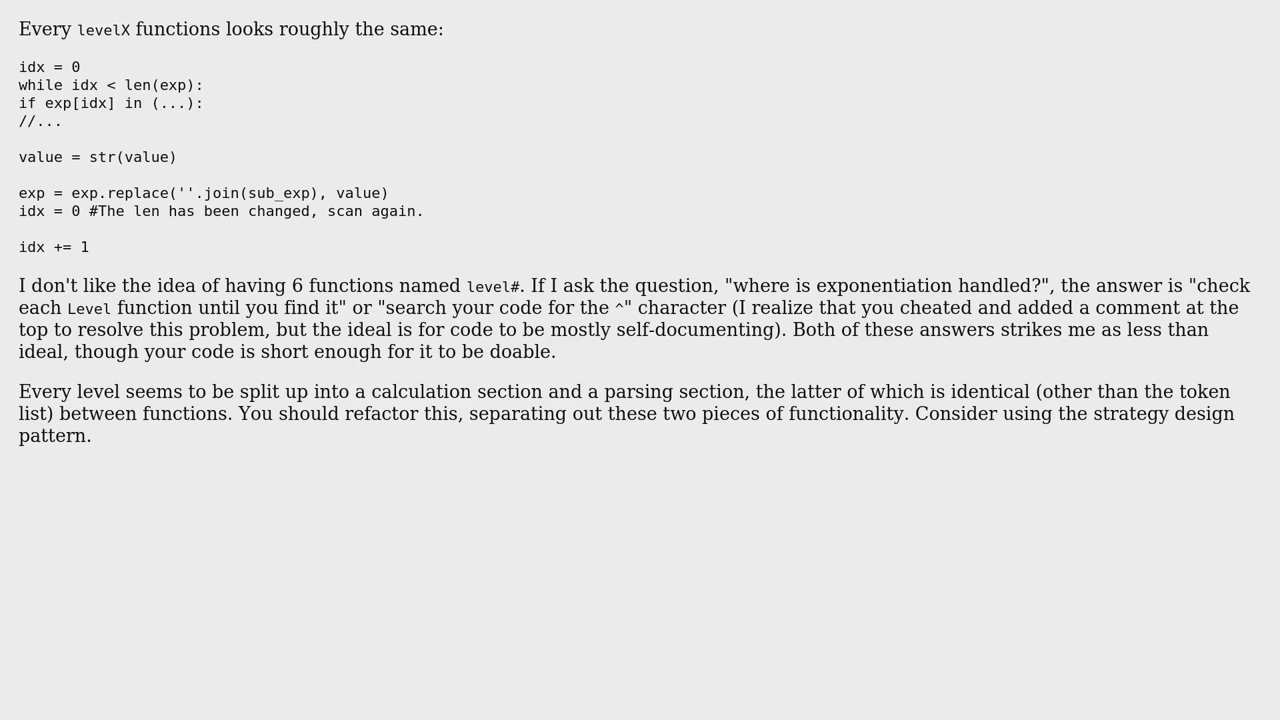 Every levelX functions looks roughly the same:
idx = 0
while idx < len(exp):
if exp[idx] in (...):
//...
value = str(value)
exp = exp.replace(''.join(sub_exp), value)
idx = 0 #The len has been changed, scan again.
idx += 1
I don't like the idea of having 6 functions named level#. If I ask the question, "where is exponentiation handled?", the answer is "check
each Level function until you find it" or "search your code for the ^" character (I realize that you cheated and added a comment at the
top to resolve this problem, but the ideal is for code to be mostly self-documenting). Both of these answers strikes me as less than
ideal, though your code is short enough for it to be doable.
Every level seems to be split up into a calculation section and a parsing section, the latter of which is identical (other than the token
list) between functions. You should refactor this, separating out these two pieces of functionality. Consider using the strategy design
pattern.